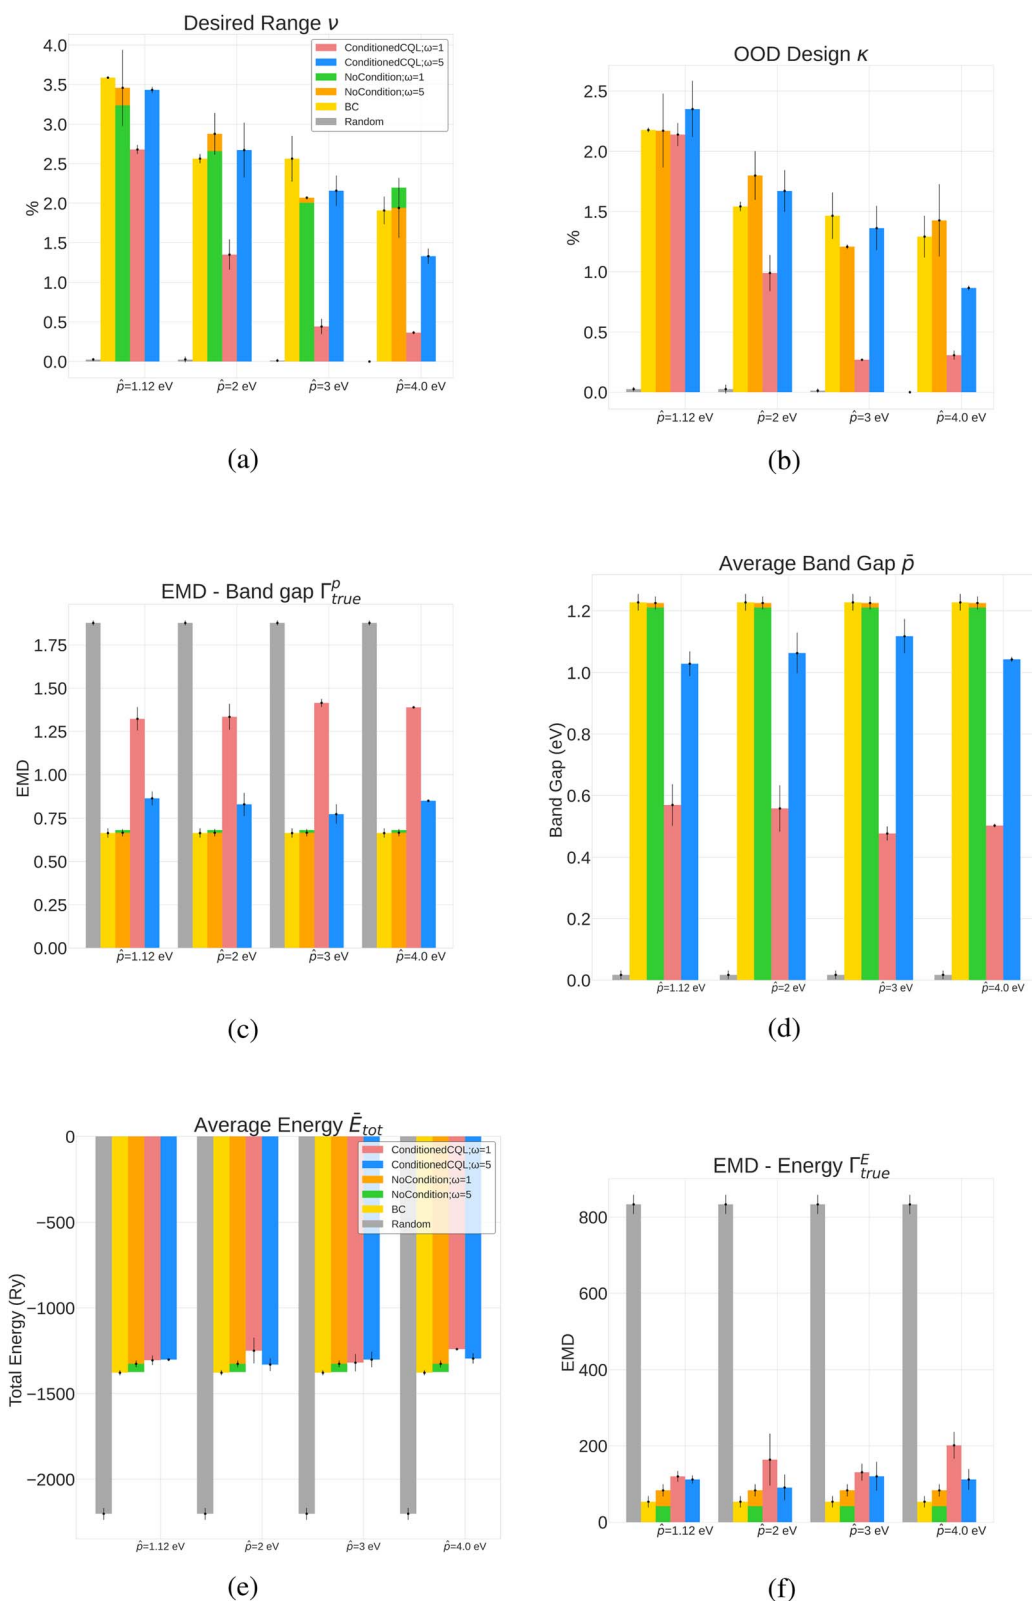 Desired Range ν
4.0
3.5
3.0
2.5
2.0
1.5
1.0
0.5
0.0
%
ConditionedCQL;ω=1
ConditionedCQL;ω=5
NoCondition;ω=1
NoCondition;ω=5
BC
Random
p̂=1.12 eV p̂=2 eV p̂=3 eV p̂=4.0 eV
(a)
OOD Design κ
2.5
2.0
1.5
1.0
0.5
0.0
%
p̂=1.12 eV p̂=2 eV p̂=3 eV p̂=4.0 eV
(b)
EMD - Band gap Γ^p_true
1.75
1.50
1.25
1.00
0.75
0.50
0.25
0.00
EMD
p̂=1.12 eV p̂=2 eV p̂=3 eV p̂=4.0 eV
(c)
Average Band Gap p̄
1.2
1.0
0.8
0.6
0.4
0.2
0.0
Band Gap (eV)
p̂=1.12 eV p̂=2 eV p̂=3 eV p̂=4.0 eV
(d)
Average Energy Ē_tot
0
−500
−1000
−1500
−2000
Total Energy (Ry)
ConditionedCQL;ω=1
ConditionedCQL;ω=5
NoCondition;ω=1
NoCondition;ω=5
BC
Random
p̂=1.12 eV p̂=2 eV p̂=3 eV p̂=4.0 eV
(e)
EMD - Energy Γ^E_true
800
600
400
200
0
EMD
p̂=1.12 eV p̂=2 eV p̂=3 eV p̂=4.0 eV
(f)